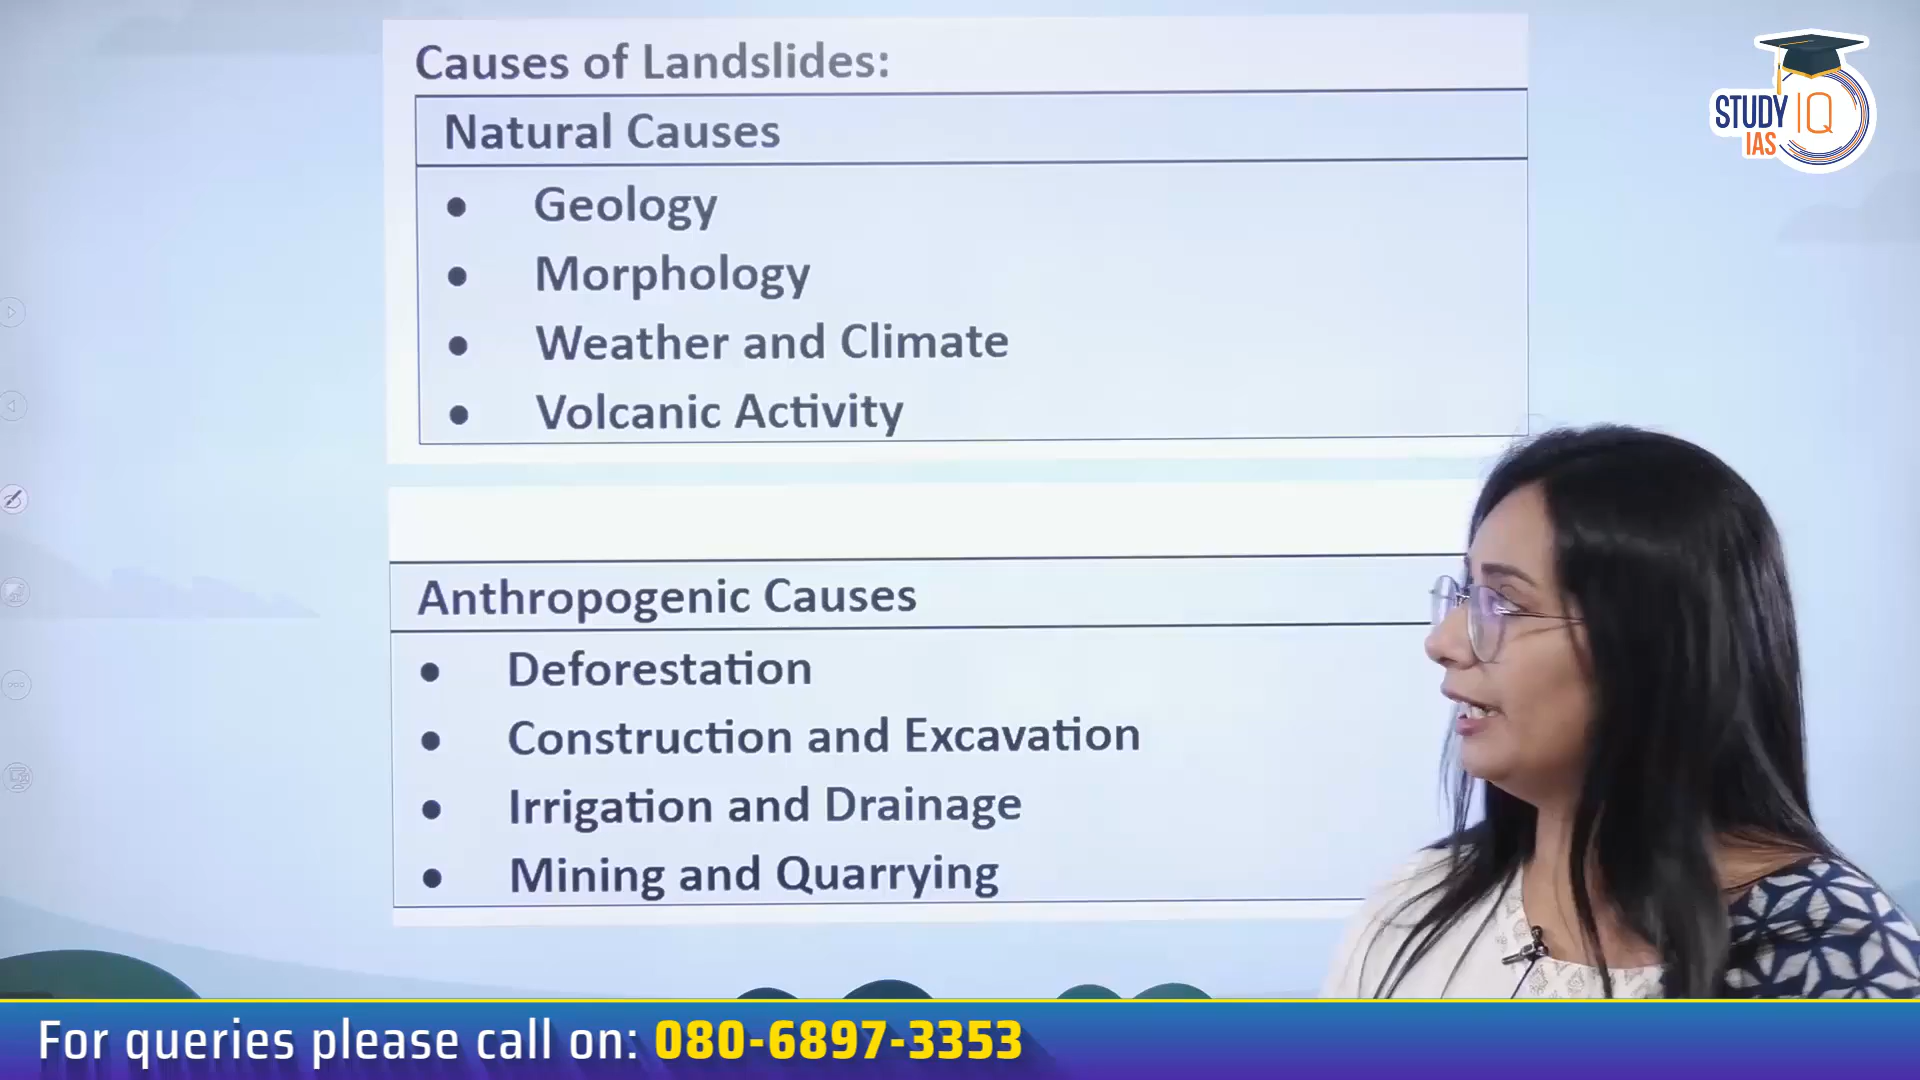 Causes of Landslides:
Natural Causes
● Geology
● Morphology
● Weather and Climate
● Volcanic Activity
Anthropogenic Causes
● Deforestation
● Construction and Excavation
● Irrigation and Drainage
● Mining and Quarrying
STUDY IQ
IAS
For queries please call on: 080-6897-3353